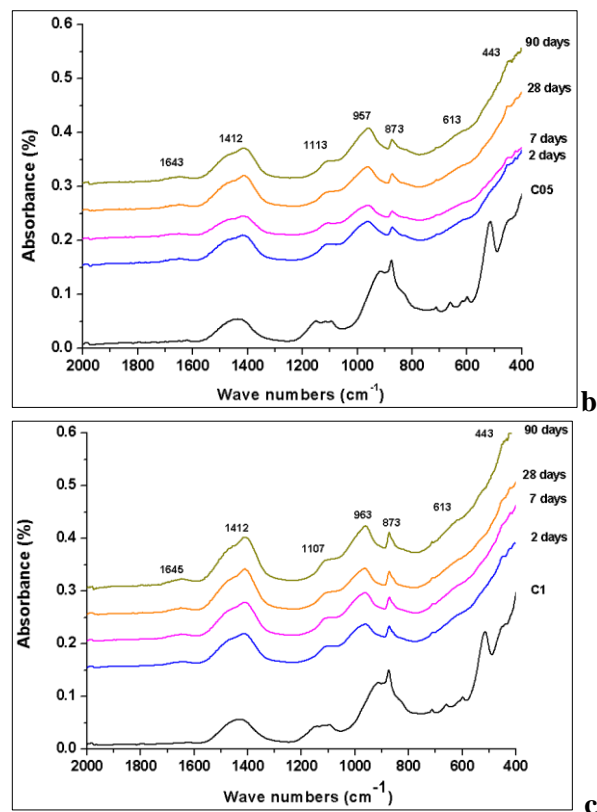 0.6
0.5
0.4
0.3
0.2
0.1
0.0
Absorbance (%)
90 days
443
28 days
957
1412
1113
873
613
1643
7 days
2 days
C05
2000 1800 1600 1400 1200 1000 800 600 400
Wave numbers (cm-1)
b
0.6
0.5
0.4
0.3
0.2
0.1
0.0
Absorbance (%)
90 days
443
28 days
7 days
1412
963
873
1107
613
1645
2 days
C1
2000 1800 1600 1400 1200 1000 800 600 400
Wave numbers (cm-1)
c